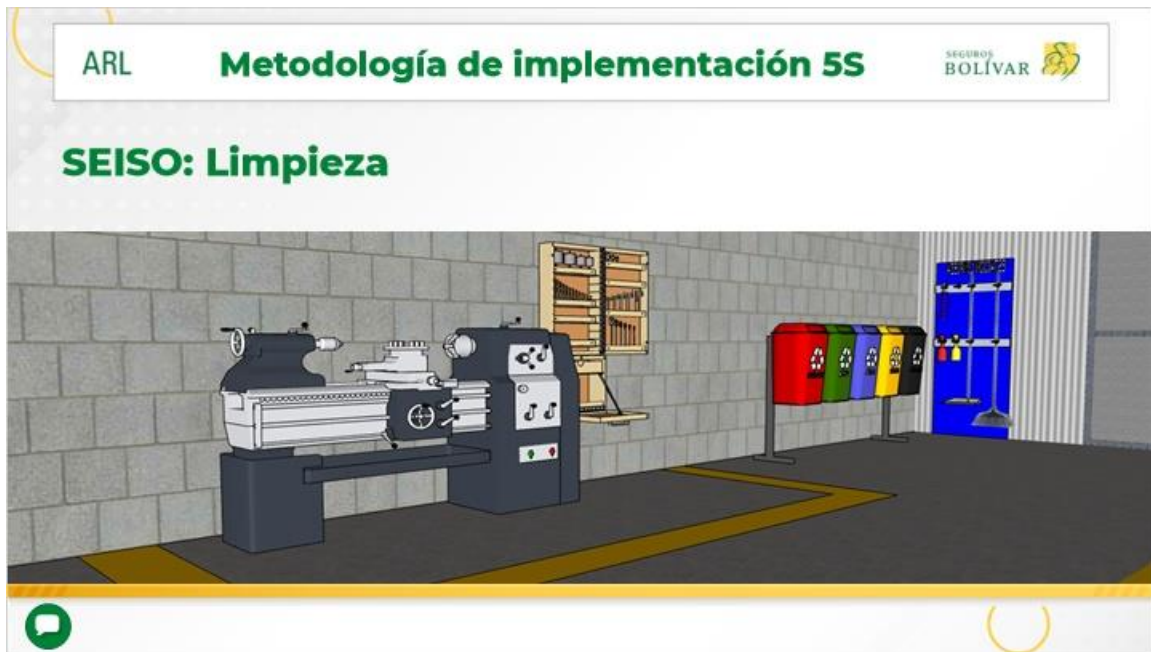 ARL
Metodología de implementación 5S
SEGUROS
BOLÍVAR
SEISO: Limpieza